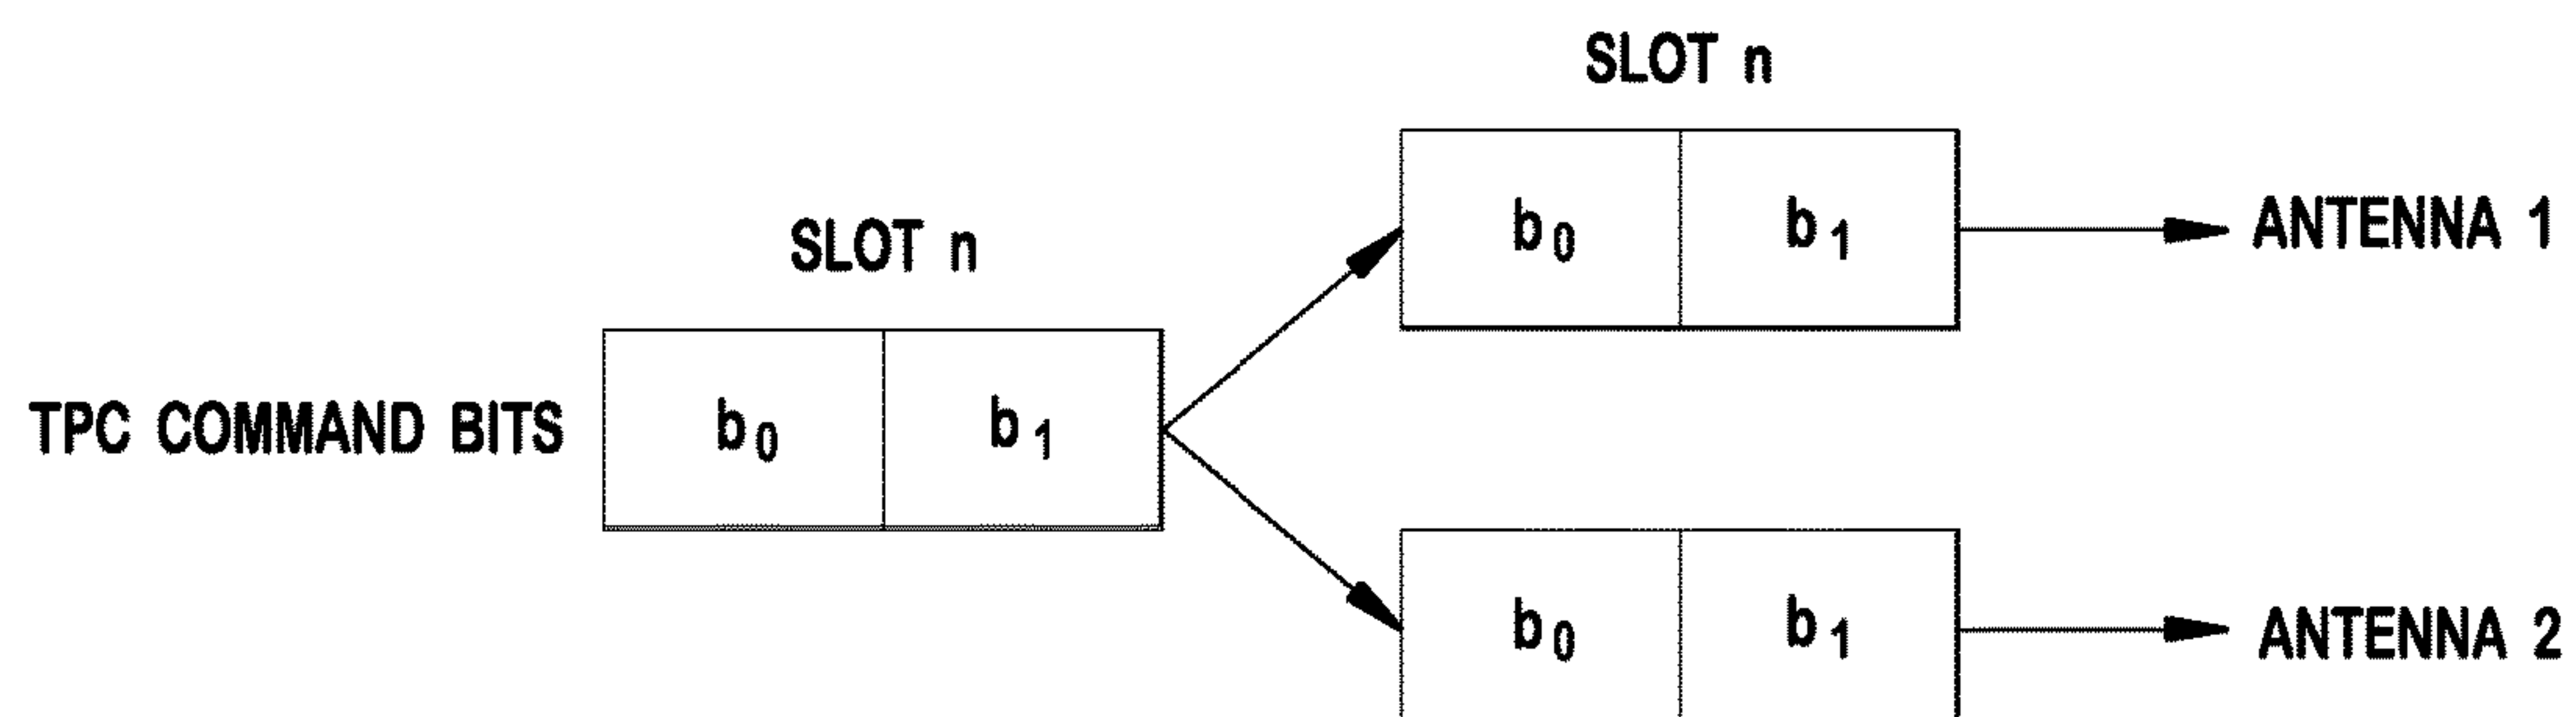 SLOT n
b0 b1 ANTENNA 1
SLOT n
TPC COMMAND BITS b0 b1
b0 b1 ANTENNA 2